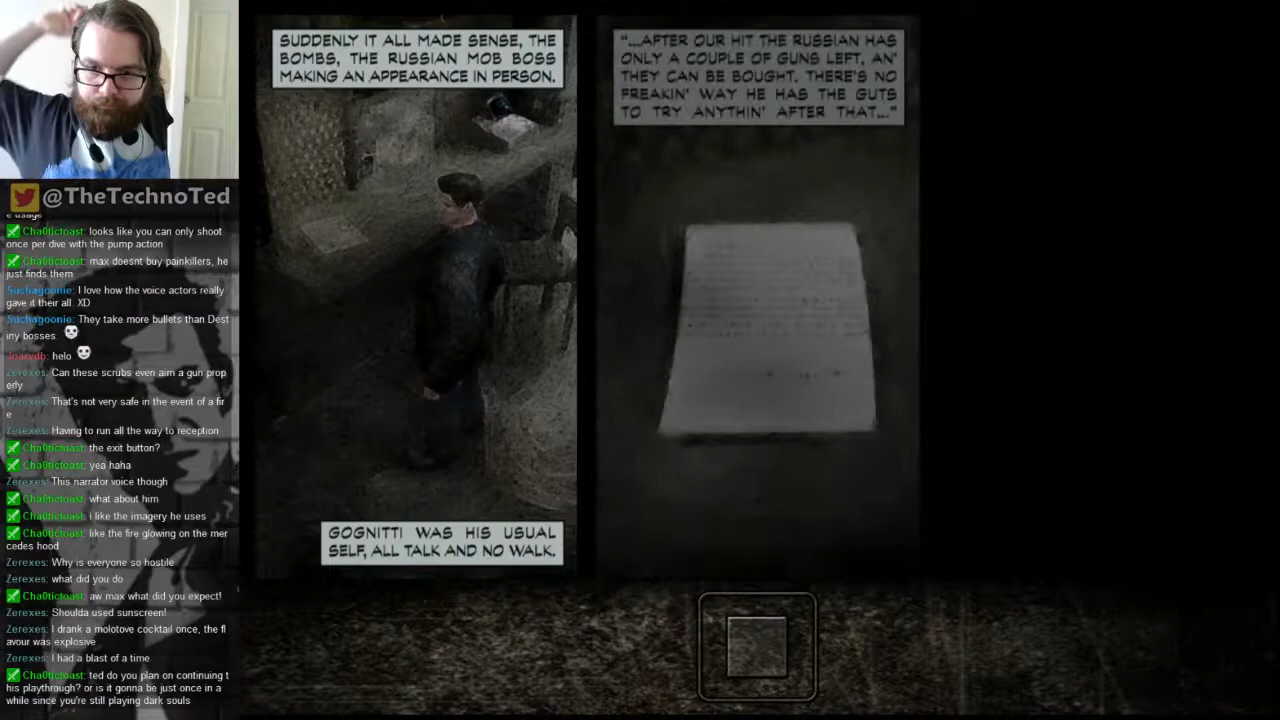 @TheTechnoTed
e usage
Cha0tictoast: looks like you can only shoot
once per dive with the pump action
Cha0tictoast: max doesnt buy painkillers, he
just finds them
Suchagoonie: I love how the voice actors really
gave it their all. XD
Suchagoonie: They take more bullets than Dest
iny bosses.
helo
Zerexes: Can these scrubs even aim a gun prop
erly
Zerexes: That's not very safe in the event of a fir
e
Zerexes: Having to run all the way to reception
Cha0tictoast: the exit button?
Cha0tictoast: yea haha
Zerexes: This narrator voice though
Cha0tictoast: what about him
Cha0tictoast: i like the imagery he uses
Cha0tictoast: like the fire glowing on the mer
cedes hood
Zerexes: Why is everyone so hostile
Zerexes: what did you do
Cha0tictoast: aw max what did you expect!
Zerexes: Shoulda used sunscreen!
Zerexes: I drank a molotove cocktail once, the fl
avour was explosive
Zerexes: I had a blast of a time
Cha0tictoast: ted do you plan on continuing t
his playthrough? or is it gonna be just once in a
while since you're still playing dark souls
SUDDENLY IT ALL MADE SENSE, THE
BOMBS, THE RUSSIAN MOB BOSS
MAKING AN APPEARANCE IN PERSON.
GOGNITTI WAS HIS USUAL
SELF, ALL TALK AND NO WALK.
"...AFTER OUR HIT THE RUSSIAN HAS
ONLY A COUPLE OF GUNS LEFT, AN'
THEY CAN BE BOUGHT. THERE'S NO
FREAKIN' WAY HE HAS THE GUTS
TO TRY ANYTHIN' AFTER THAT..."